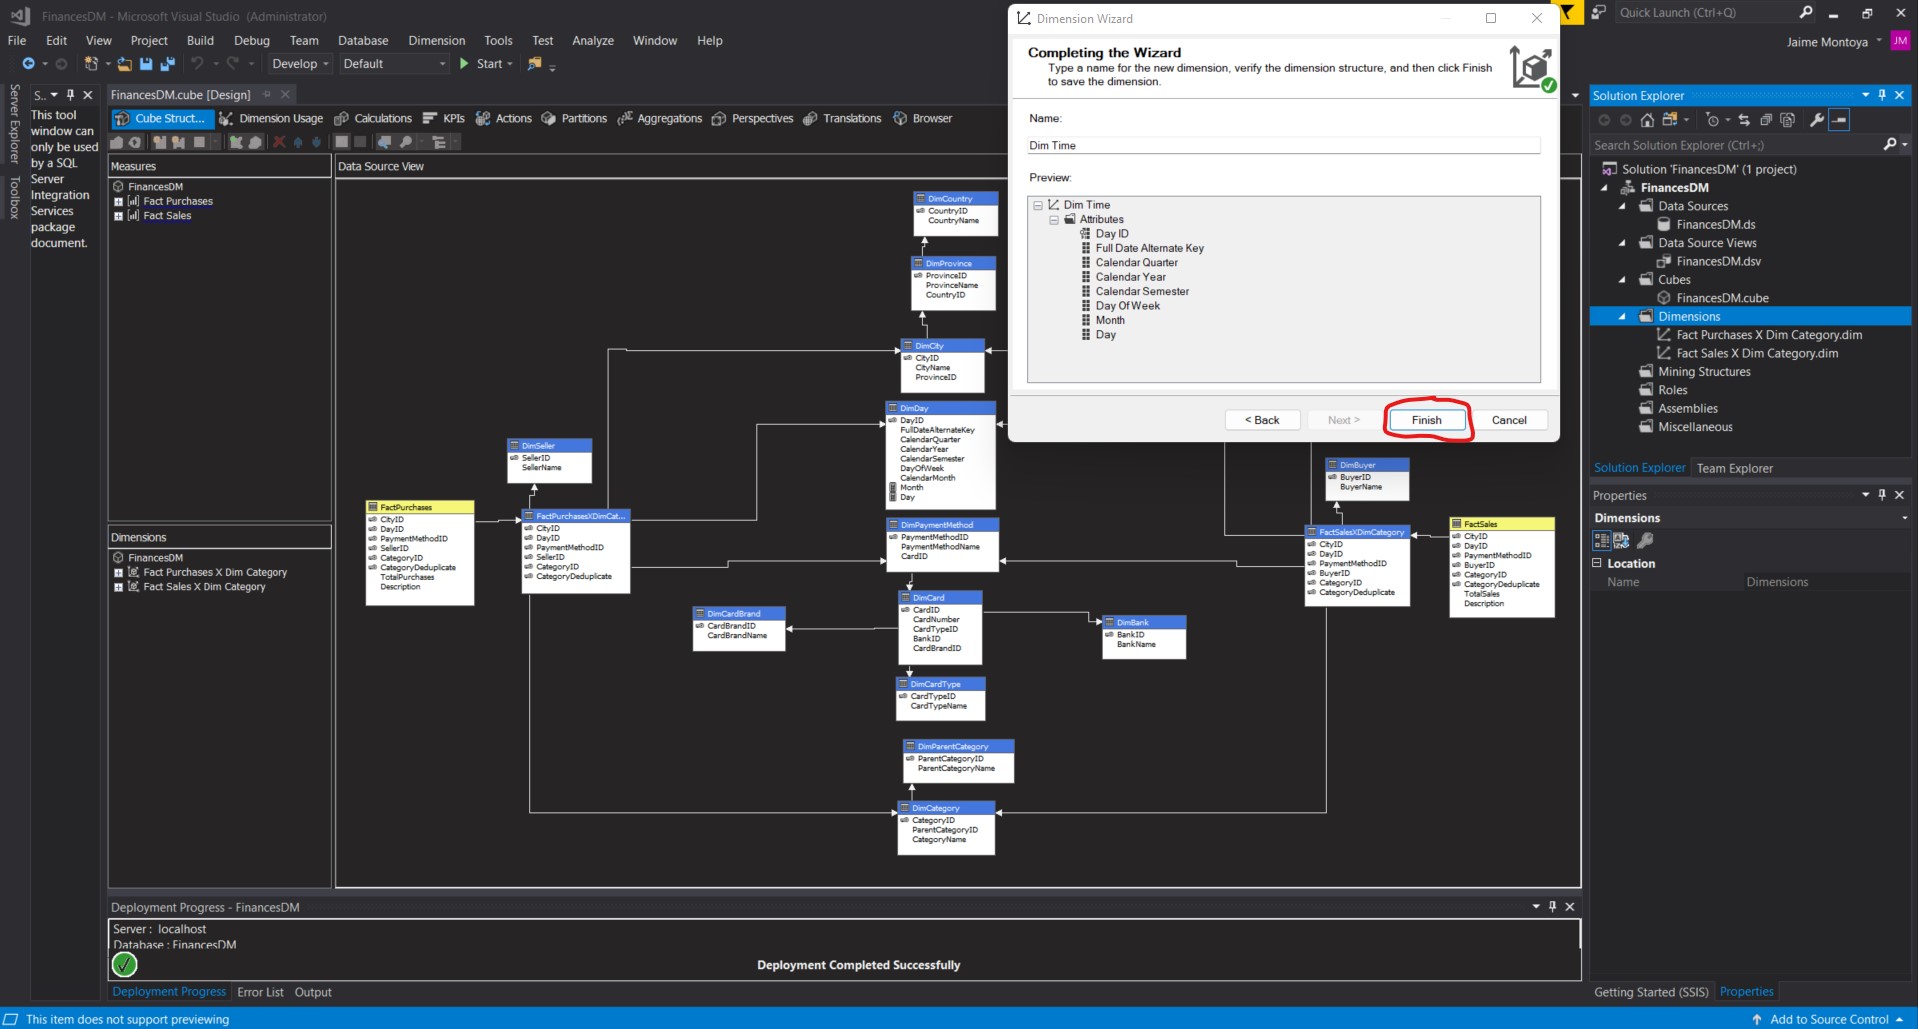 FinancesDM - Microsoft Visual Studio (Administrator)
Quick Launch (Ctrl+Q)
File Edit View Project Build Debug Team Database Dimension Tools Test Analyze Window Help
Jaime Montoya
JM
Develop Default Start
Server Explorer
Toolbox
S..
This tool
window can
only be used
by a SQL
Server
Integration
Services
package
document.
FinancesDM.cube [Design]
Cube Struct... Dimension Usage Calculations KPIs Actions Partitions Aggregations Perspectives Translations Browser
Measures
FinancesDM
Fact Purchases
Fact Sales
Dimensions
FinancesDM
Fact Purchases X Dim Category
Fact Sales X Dim Category
Data Source View
DimCountry
CountryID
CountryName
DimProvince
ProvinceID
ProvinceName
CountryID
DimCity
CityID
CityName
ProvinceID
DimDay
DayID
FullDateAlternateKey
CalendarQuarter
CalendarYear
CalendarSemester
DayOfWeek
CalendarMonth
Month
Day
DimSeller
SellerID
SellerName
FactPurchases
CityID
DayID
PaymentMethodID
SellerID
CategoryID
CategoryDeduplicate
TotalPurchases
Description
FactPurchasesXDimCat...
CityID
DayID
PaymentMethodID
SellerID
CategoryID
CategoryDeduplicate
DimPaymentMethod
PaymentMethodID
PaymentMethodName
CardID
DimBuyer
BuyerID
BuyerName
FactSalesXDimCategory
CityID
DayID
PaymentMethodID
BuyerID
CategoryID
CategoryDeduplicate
FactSales
CityID
DayID
PaymentMethodID
BuyerID
CategoryID
CategoryDeduplicate
TotalSales
Description
DimCardBrand
CardBrandID
CardBrandName
DimCard
CardID
CardNumber
CardTypeID
BankID
CardBrandID
DimBank
BankID
BankName
DimCardType
CardTypeID
CardTypeName
DimParentCategory
ParentCategoryID
ParentCategoryName
DimCategory
CategoryID
ParentCategoryID
CategoryName
Dimension Wizard
Completing the Wizard
Type a name for the new dimension, verify the dimension structure, and then click Finish
to save the dimension.
Name:
Dim Time
Preview:
Dim Time
Attributes
Day ID
Full Date Alternate Key
Calendar Quarter
Calendar Year
Calendar Semester
Day Of Week
Month
Day
< Back Next > Finish Cancel
Solution Explorer
Search Solution Explorer (Ctrl+;)
Solution 'FinancesDM' (1 project)
FinancesDM
Data Sources
FinancesDM.ds
Data Source Views
FinancesDM.dsv
Cubes
FinancesDM.cube
Dimensions
Fact Purchases X Dim Category.dim
Fact Sales X Dim Category.dim
Mining Structures
Roles
Assemblies
Miscellaneous
Solution Explorer Team Explorer
Properties
Dimensions
Location
Name Dimensions
Deployment Progress - FinancesDM
Server : localhost
Database : FinancesDM
Deployment Completed Successfully
Deployment Progress Error List Output
Getting Started (SSIS) Properties
This item does not support previewing
Add to Source Control